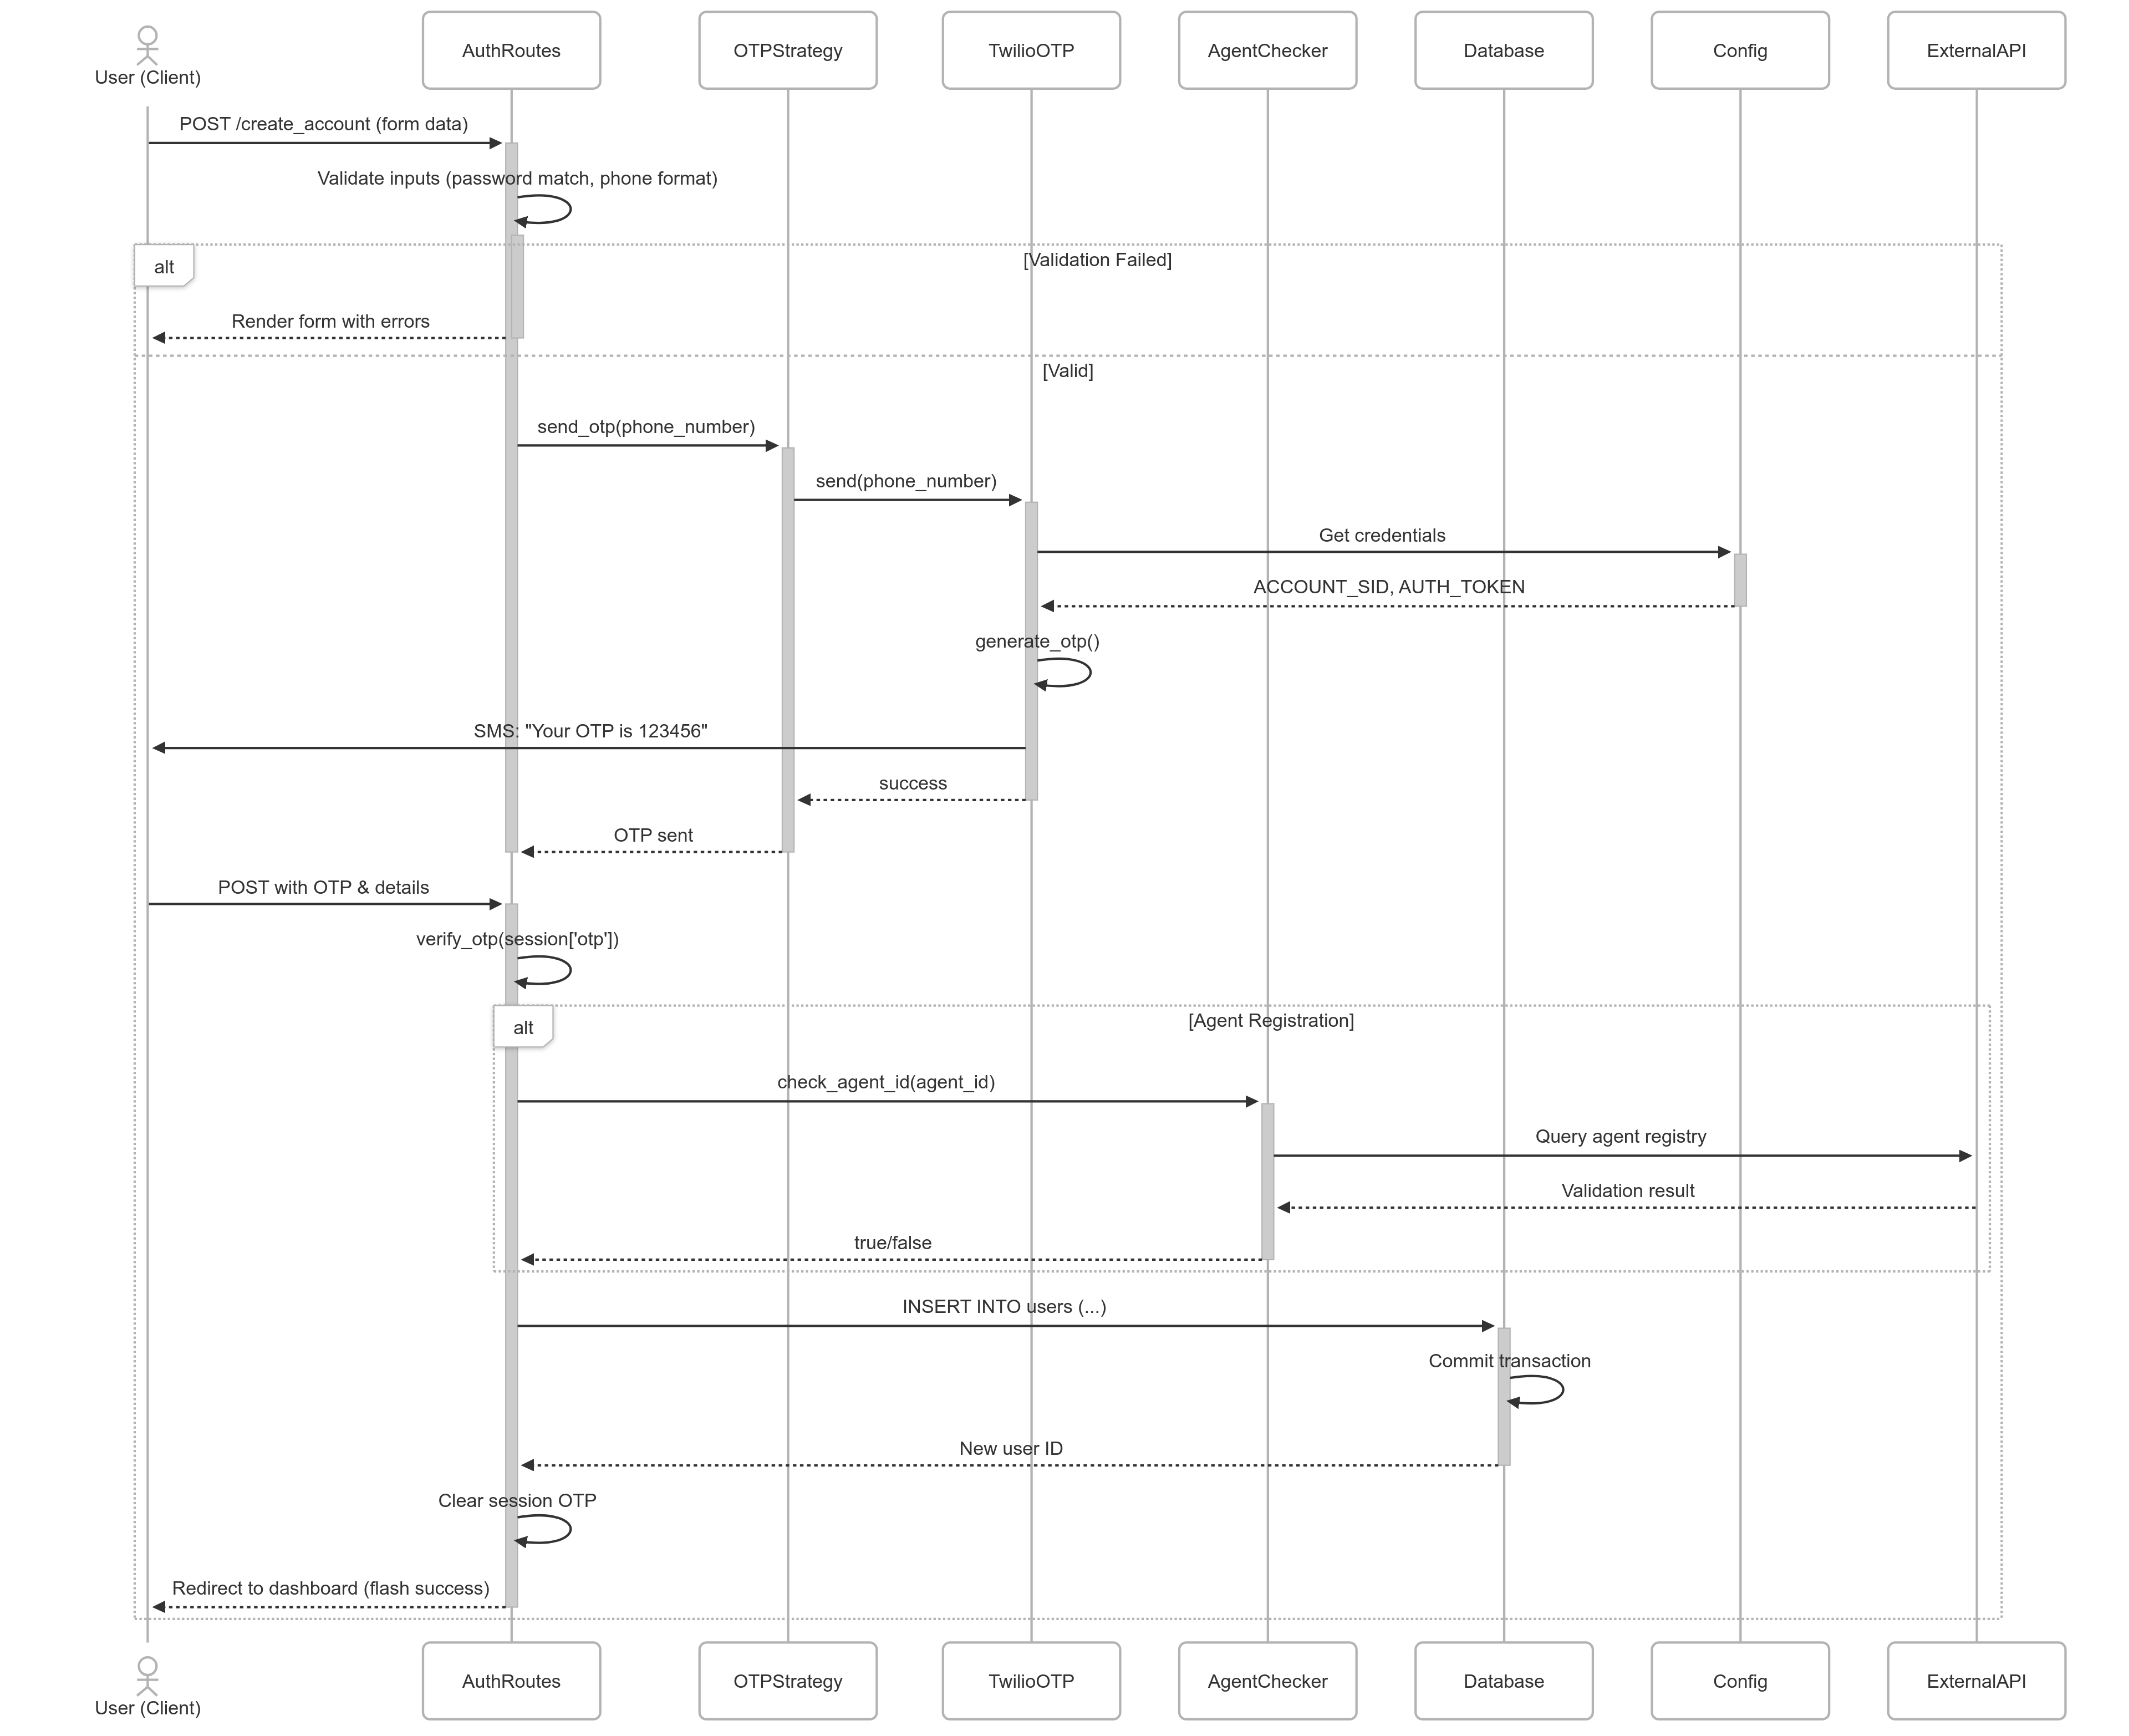 User (Client)
AuthRoutes
OTPStrategy
TwilioOTP
AgentChecker
Database
Config
ExternalAPI
POST /create_account (form data)
Validate inputs (password match, phone format)
alt
[Validation Failed]
Render form with errors
[Valid]
send_otp(phone_number)
send(phone_number)
Get credentials
ACCOUNT_SID, AUTH_TOKEN
generate_otp()
SMS: "Your OTP is 123456"
success
OTP sent
POST with OTP & details
verify_otp(session['otp'])
alt
[Agent Registration]
check_agent_id(agent_id)
Query agent registry
Validation result
true/false
INSERT INTO users (...)
Commit transaction
New user ID
Clear session OTP
Redirect to dashboard (flash success)
User (Client)
AuthRoutes
OTPStrategy
TwilioOTP
AgentChecker
Database
Config
ExternalAPI